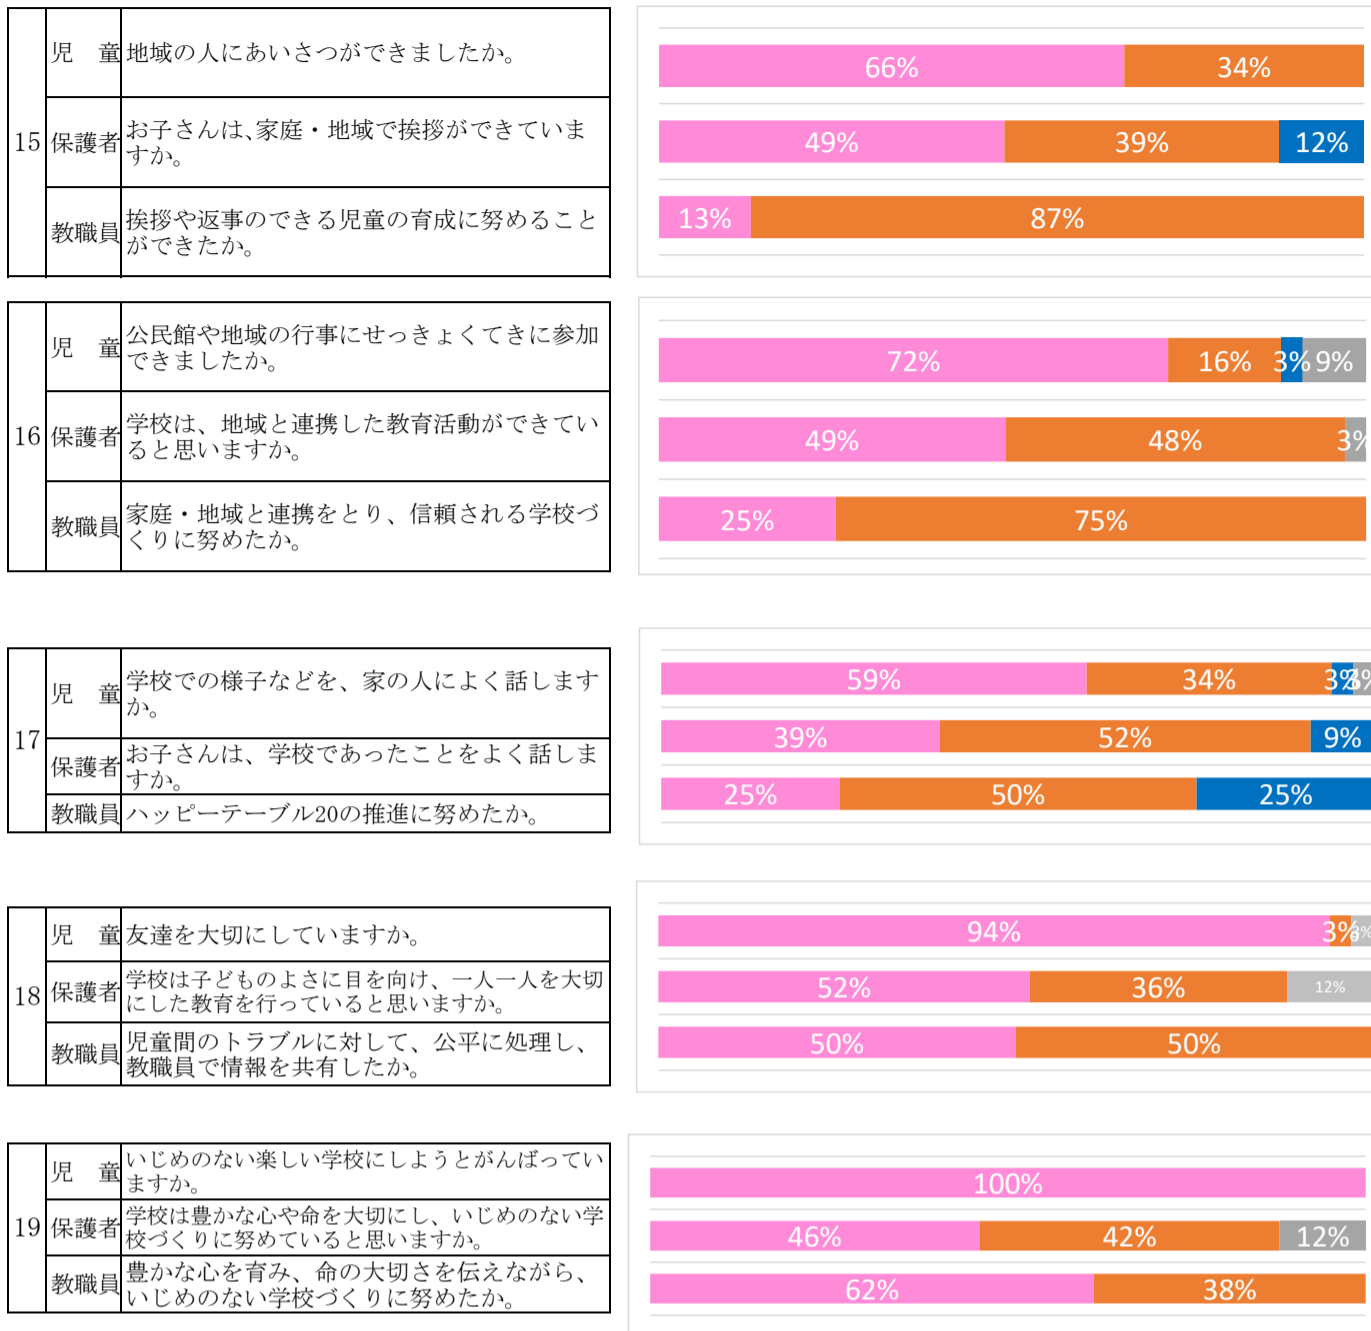 15
児　童
地域の人にあいさつができましたか。
66%
34%
保護者
お子さんは、家庭・地域で挨拶ができていま
すか。
49%
39%
12%
教職員
挨拶や返事のできる児童の育成に努めること
ができたか。
13%
87%
16
児　童
公民館や地域の行事にせっきょくてきに参加
できましたか。
72%
16%
3%
9%
保護者
学校は、地域と連携した教育活動ができてい
ると思いますか。
49%
48%
3%
教職員
家庭・地域と連携をとり、信頼される学校づ
くりに努めたか。
25%
75%
17
児　童
学校での様子などを、家の人によく話します
か。
59%
34%
3%
3%
保護者
お子さんは、学校であったことをよく話しま
すか。
39%
52%
9%
教職員
ハッピーテーブル20の推進に努めたか。
25%
50%
25%
18
児　童
友達を大切にしていますか。
94%
3%
保護者
学校は子どものよさに目を向け、一人一人を大切
にした教育を行っていると思いますか。
52%
36%
12%
教職員
児童間のトラブルに対して、公平に処理し、
教職員で情報を共有したか。
50%
50%
19
児　童
いじめのない楽しい学校にしようとがんばってい
ますか。
100%
保護者
学校は豊かな心や命を大切にし、いじめのない学
校づくりに努めていると思いますか。
46%
42%
12%
教職員
豊かな心を育み、命の大切さを伝えながら、
いじめのない学校づくりに努めたか。
62%
38%